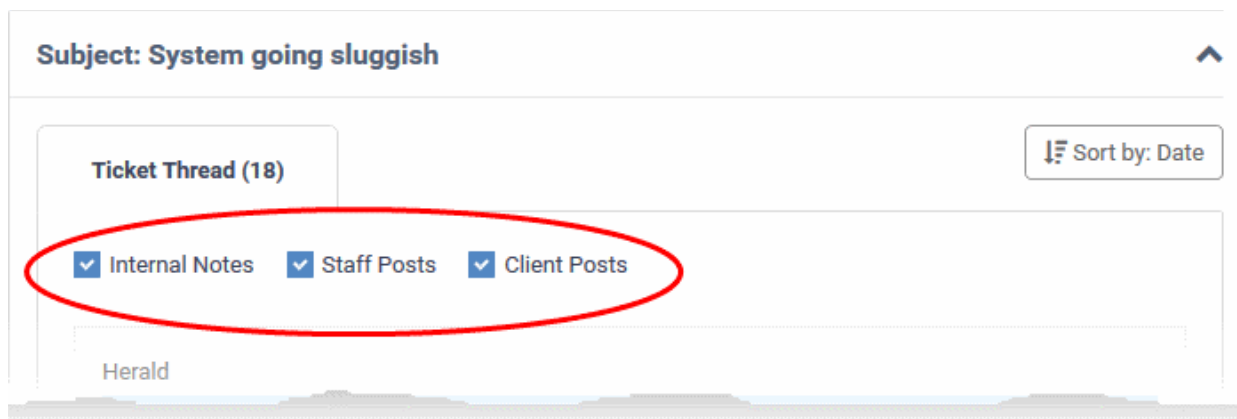 Subject: System going sluggish
Ticket Thread (18)
Sort by: Date
Internal Notes Staff Posts Client Posts
Herald